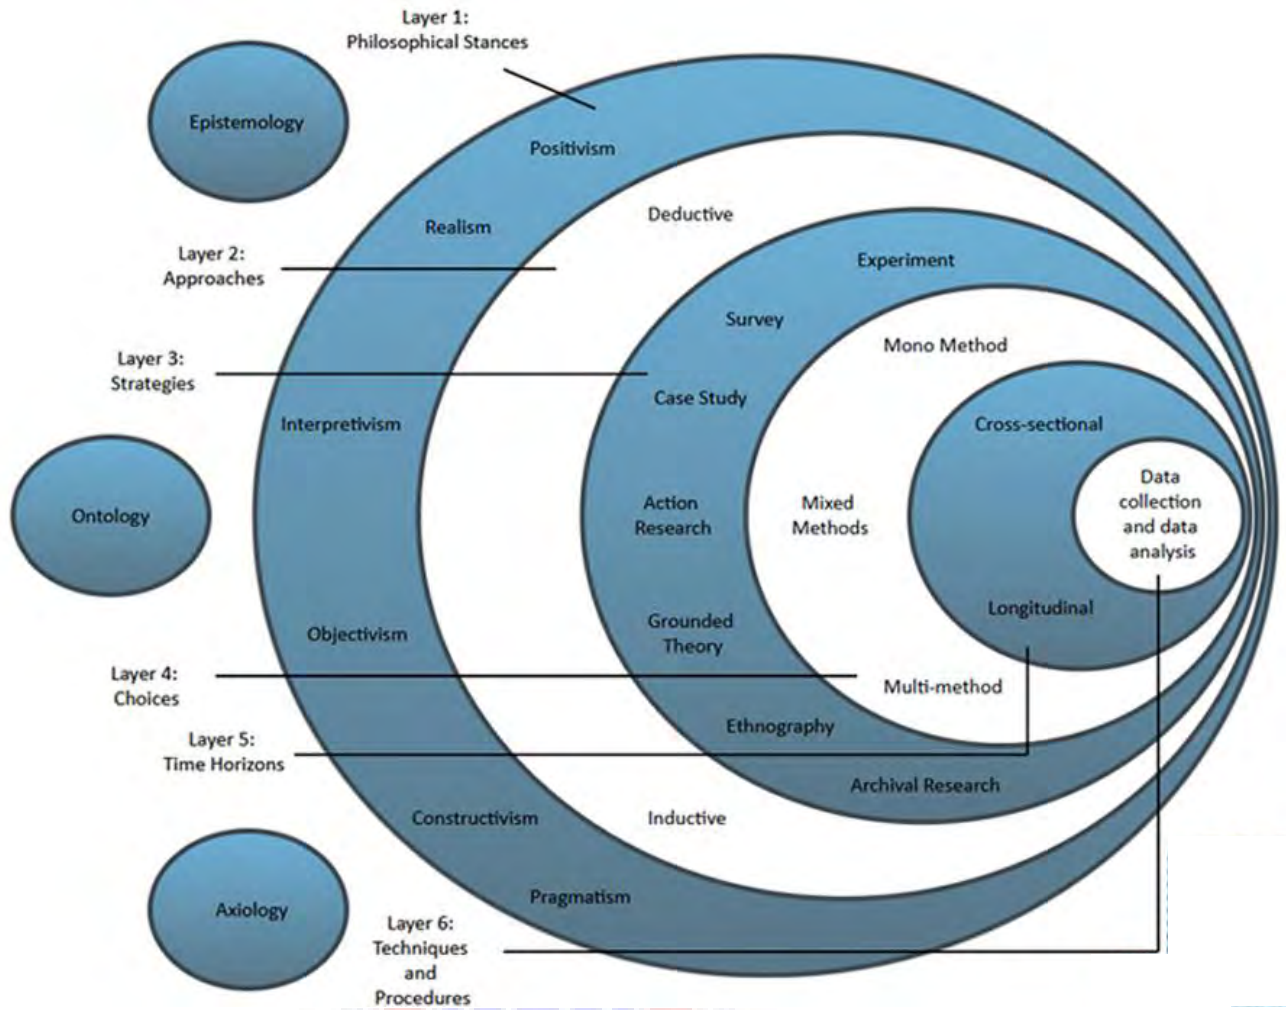 Layer 1:
Philosophical Stances
Epistemology
Positivism
Realism
Deductive
Layer 2:
Approaches
Experiment
Survey
Mono Method
Layer 3:
Strategies
Case Study
Interpretivism
Cross-sectional
Ontology
Action
Research
Mixed
Methods
Data
collection
and data
analysis
Longitudinal
Objectivism
Grounded
Theory
Layer 4:
Choices
Multi-method
Ethnography
Layer 5:
Time Horizons
Archival Research
Constructivism
Inductive
Pragmatism
Axiology
Layer 6:
Techniques
and
Procedures